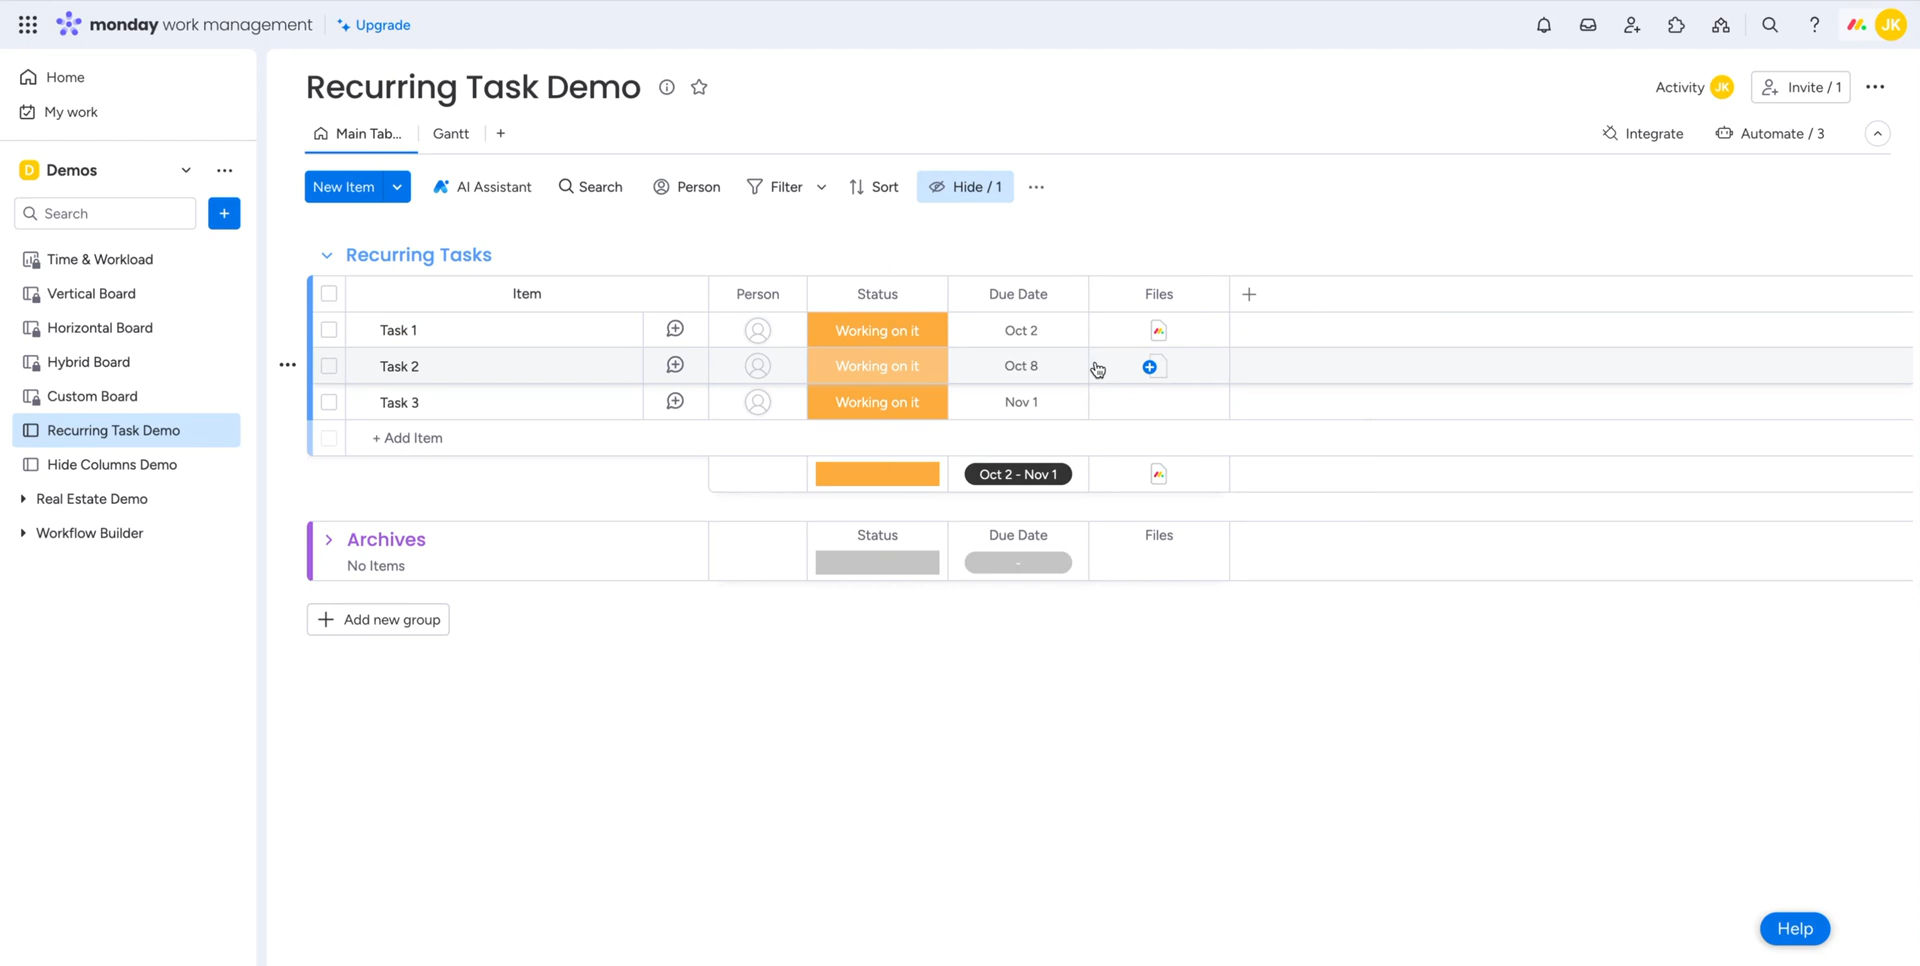 monday work management
Upgrade
JK
Home
My work
D Demos
Search
Time & Workload
Vertical Board
Horizontal Board
Hybrid Board
Custom Board
Recurring Task Demo
Hide Columns Demo
Real Estate Demo
Workflow Builder
Recurring Task Demo
Activity JK
Invite / 1
Main Tab...
Gantt
Integrate
Automate / 3
New Item
AI Assistant
Search
Person
Filter
Sort
Hide / 1
Recurring Tasks
Item Person Status Due Date Files
Task 1 Working on it Oct 2
Task 2 Working on it Oct 8
Task 3 Working on it Nov 1
+ Add Item
Oct 2 - Nov 1
Archives Status Due Date Files
No Items -
Add new group
Help